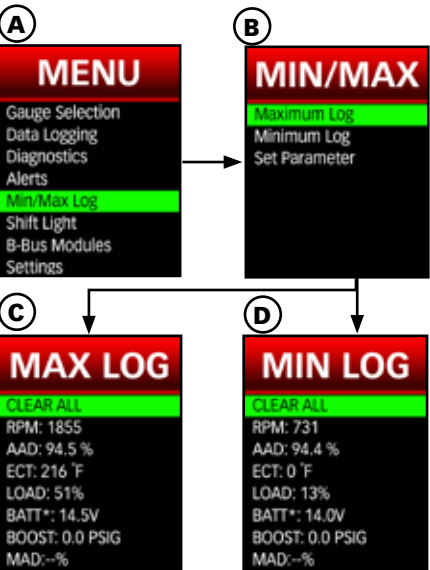 A
MENU
Gauge Selection
Data Logging
Diagnostics
Alerts
Min/Max Log
Shift Light
B-Bus Modules
Settings
B
MIN/MAX
Maximum Log
Minimum Log
Set Parameter
C
MAX LOG
CLEAR ALL
RPM: 1855
AAD: 94.5 %
ECT: 216 °F
LOAD: 51%
BATT*: 14.5V
BOOST: 0.0 PSIG
MAD:--%
D
MIN LOG
CLEAR ALL
RPM: 731
AAD: 94.4 %
ECT: 0 °F
LOAD: 13%
BATT*: 14.0V
BOOST: 0.0 PSIG
MAD:--%